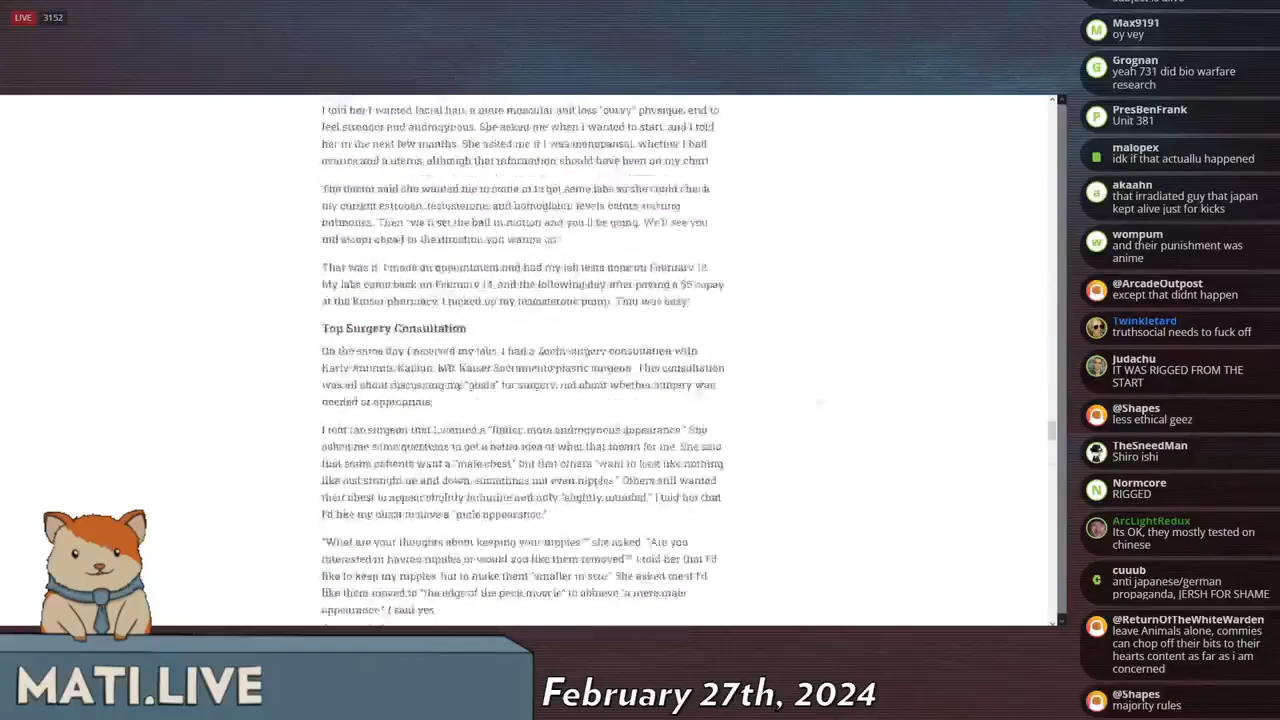 LIVE 3152
I told her I wanted facial hair, a more muscular and less "curvy" physique, and to
feel stronger and androgynous. She asked me when I wanted to start, and I told
her in the next few months. She asked me if I was menopausal, whether I had
ovaries and a uterus, although that information should have been on my chart
The doctor said she wanted me to come in to get some labs so she could check
my current estrogen, testosterone and hemoglobin levels before starting
hormones. Then "we'll set the ball in motion and you'll be going. We'll see you
full steam ahead in the direction you wanna go
That was it. I made an appointment and had my lab tests done on February 12.
My labs came back on February 14, and the following day after paying a $5 copay
at the Kaiser pharmacy, I picked up my testosterone pump. That was easy!
Top Surgery Consultation
On the same day I received my labs, I had a Zoom surgery consultation with
Kaiser Sacramento plastic surgeon. This consultation
was all about discussing my "goals" for surgery, not about whether surgery was
needed or appropriate.
I told the surgeon that I wanted a "flatter, more androgynous appearance." She
asked me some questions to get a better idea of what that meant for me. She said
that some patients want a "male chest" but that others "want to look like nothing
like just straight up and down, sometimes not even nipples." Others still wanted
their chest to appear slightly feminine and only "slightly rounded." I told her that
I'd like my chest to have a "male appearance."
"What are your thoughts about keeping your nipples?" she asked. "Are you
interested in having nipples or would you like them removed?" I told her that I'd
like to keep my nipples but to make them "smaller in size." She asked me if I'd
like them moved to "the edge of the pecs muscle" to achieve "a more male
appearance." I said yes.
Max9191
oy vey
Grognan
yeah 731 did bio warfare
research
PresBenFrank
Unit 381
malopex
idk if that actuallu happened
akaahn
that irradiated guy that japan
kept alive just for kicks
wompum
and their punishment was
anime
@ArcadeOutpost
except that didnt happen
Twinkletard
truthsocial needs to fuck off
Judachu
IT WAS RIGGED FROM THE
START
@Shapes
less ethical geez
TheSneedMan
Shiro ishi
Normcore
RIGGED
ArcLightRedux
Its OK, they mostly tested on
chinese
cuuub
anti japanese/german
propaganda, JERSH FOR SHAME
@ReturnOfTheWhiteWarden
leave Animals alone, commies
can chop off their bits to their
hearts content as far as i am
concerned
@Shapes
majority rules
MATI.LIVE
February 27th, 2024